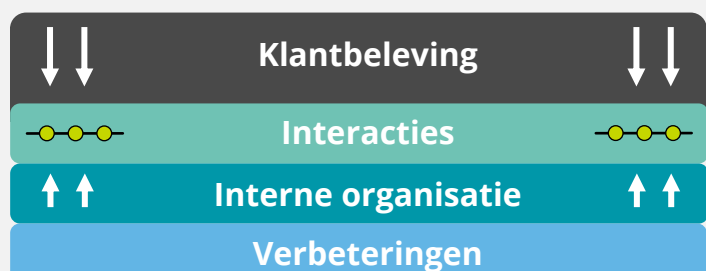 Klantbeleving
Interacties
Interne organisatie
Verbeteringen